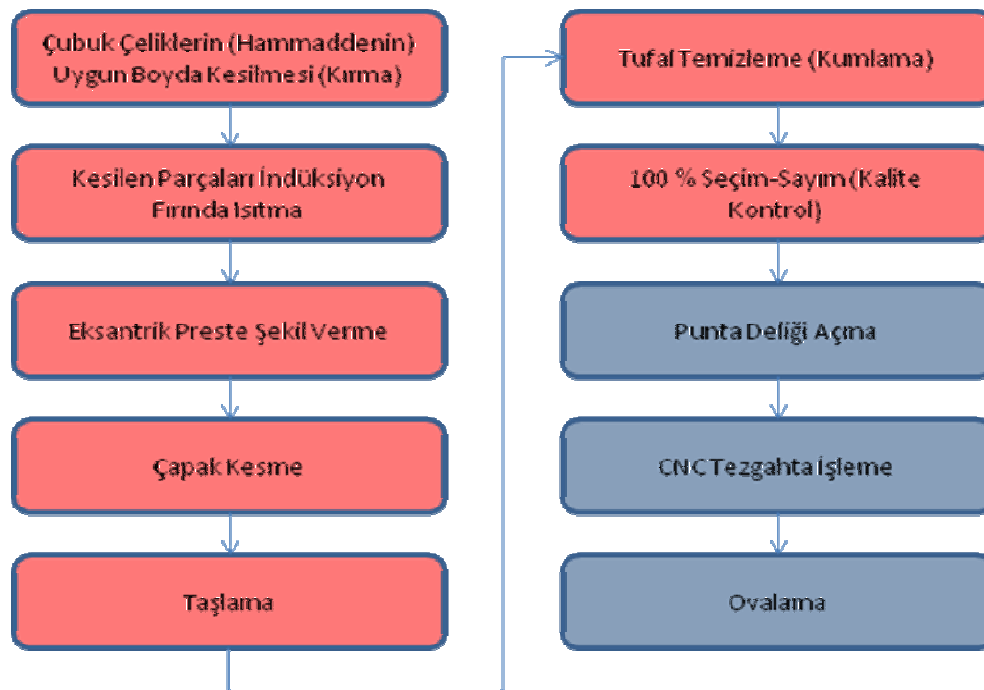 Çubuk Çeliklerin (Hammaddenin)
Uygun Boyda Kesilmesi (Kırma)
Kesilen Parçaları İndüksiyon
Fırında Isıtma
Eksantrik Preste Şekil Verme
Çapak Kesme
Taşlama
Tufal Temizleme (Kumlama)
100 % Seçim-Sayım (Kalite
Kontrol)
Punta Deliği Açma
CNC Tezgahta İşleme
Ovalama